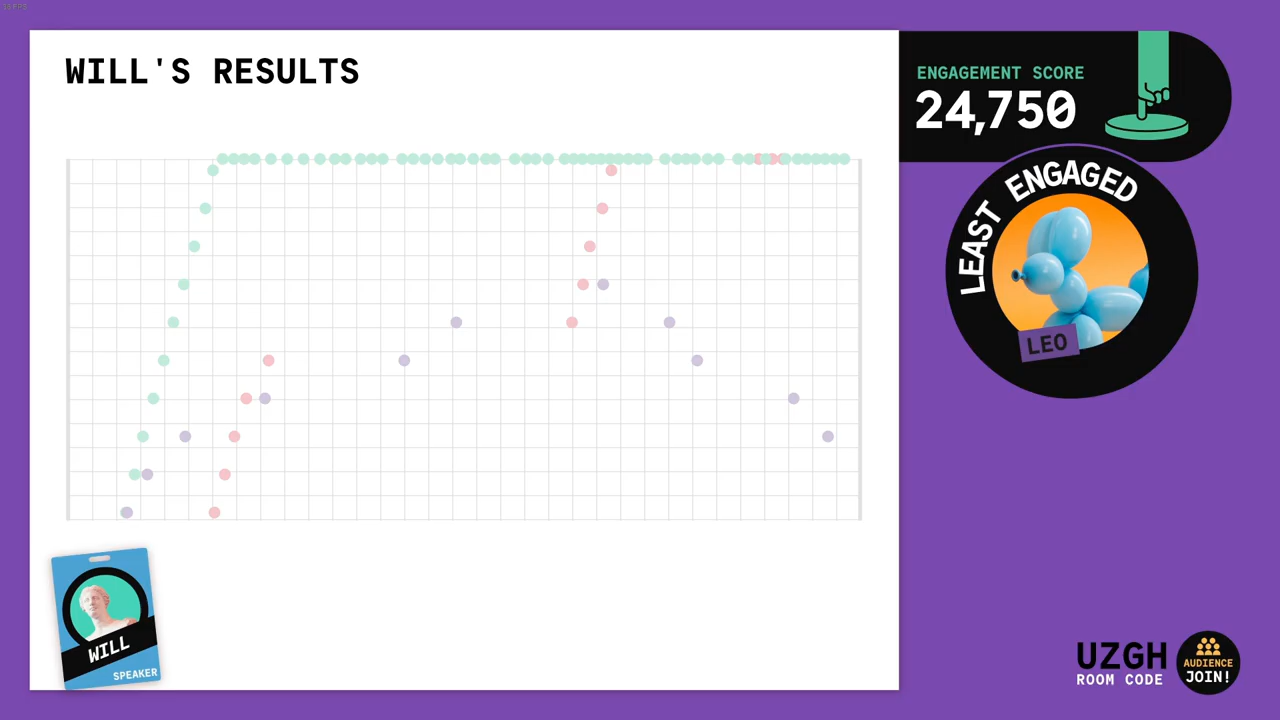 WILL'S RESULTS
ENGAGEMENT SCORE
24,750
LEAST ENGAGED
LEO
WILL
SPEAKER
UZGH
ROOM CODE
AUDIENCE
JOIN!